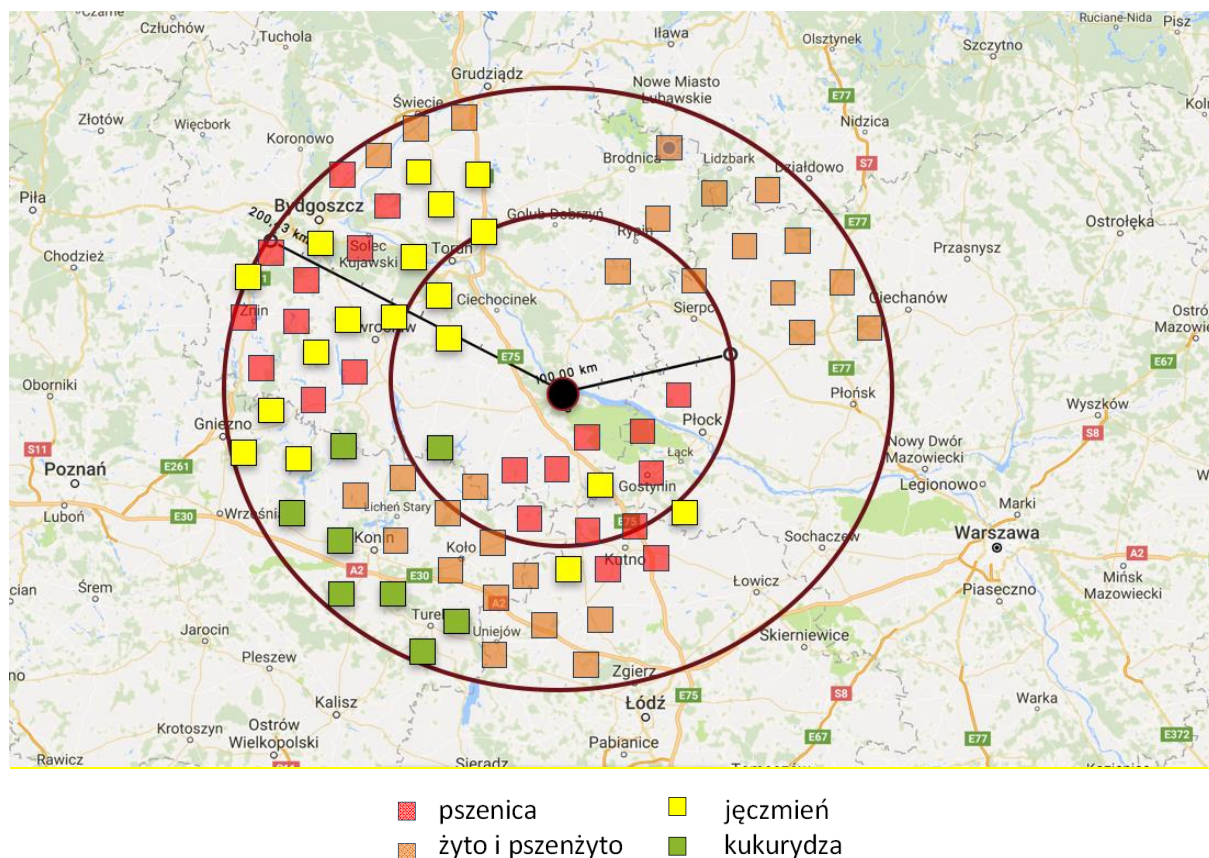 Czarne
Człuchów
Tuchola
Iława
Olsztynek
Ruciane-Nida
Pisz
Szczytno
Grudziądz
Nowe Miasto
Lubawskie
E77
Złotów
Więcbork
Świecie
Koronowo
Nidzica
S7
Brodnica
Lidzbark
Działdowo
Piła
Bydgoszcz
Golub Dobrzyń
Rypin
E77
Ostrołęka
Przasnysz
Chodzież
Solec
Kujawski
Toruń
Ciechocinek
Sierpc
Ciechanów
Żnin
E75
100,00 km
E77
E67
Oborniki
Płońsk
Wyszków
Gniezno
Płock
S8
S11
Poznań
E261
Łąck
Gostynin
Nowy Dwór
Mazowiecki
Legionowo
Luboń
E30
Września
Licheń Stary
Konin
Koło
E75
Kutno
Marki
Sochaczew
Warszawa
A2
A2
E30
E75
Śrem
Łowicz
Piaseczno
Mińsk
Mazowiecki
A2
Turek
Uniejów
Jarocin
Skierniewice
Pleszew
Zgierz
Kalisz
Łódź
E75
S8
Warka
Krotoszyn
Ostrów
Wielkopolski
Pabianice
E67
E77
E372
Rawicz
Sieradz
pszenica
jęczmień
żyto i pszenżyto
kukurydza